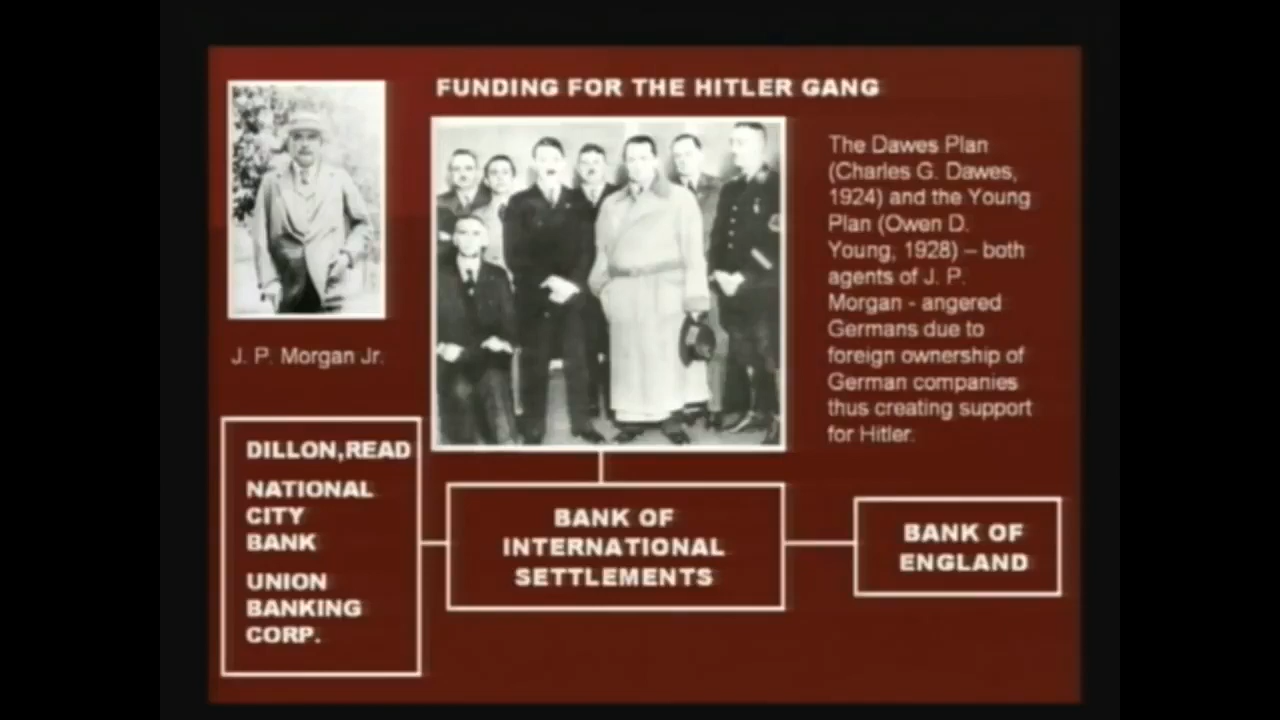 FUNDING FOR THE HITLER GANG
J. P. Morgan Jr.
The Dawes Plan
(Charles G. Dawes,
1924) and the Young
Plan (Owen D.
Young, 1928) – both
agents of J. P.
Morgan - angered
Germans due to
foreign ownership of
German companies
thus creating support
for Hitler.
DILLON,READ
NATIONAL
CITY
BANK
UNION
BANKING
CORP.
BANK OF
INTERNATIONAL
SETTLEMENTS
BANK OF
ENGLAND